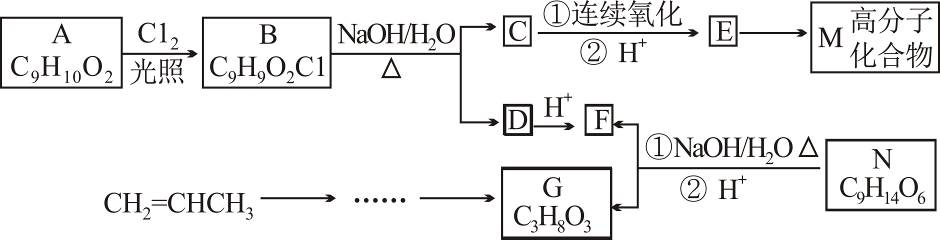 A
C₉H₁₀O₂
Cl₂
光照
B
C₉H₉O₂Cl
NaOH/H₂O
△
C
①连续氧化
② H⁺
E
M 高分子
化合物
D
H⁺
F
①NaOH/H₂O △
② H⁺
N
C₉H₁₄O₆
CH₂=CHCH₃
……
G
C₃H₈O₃